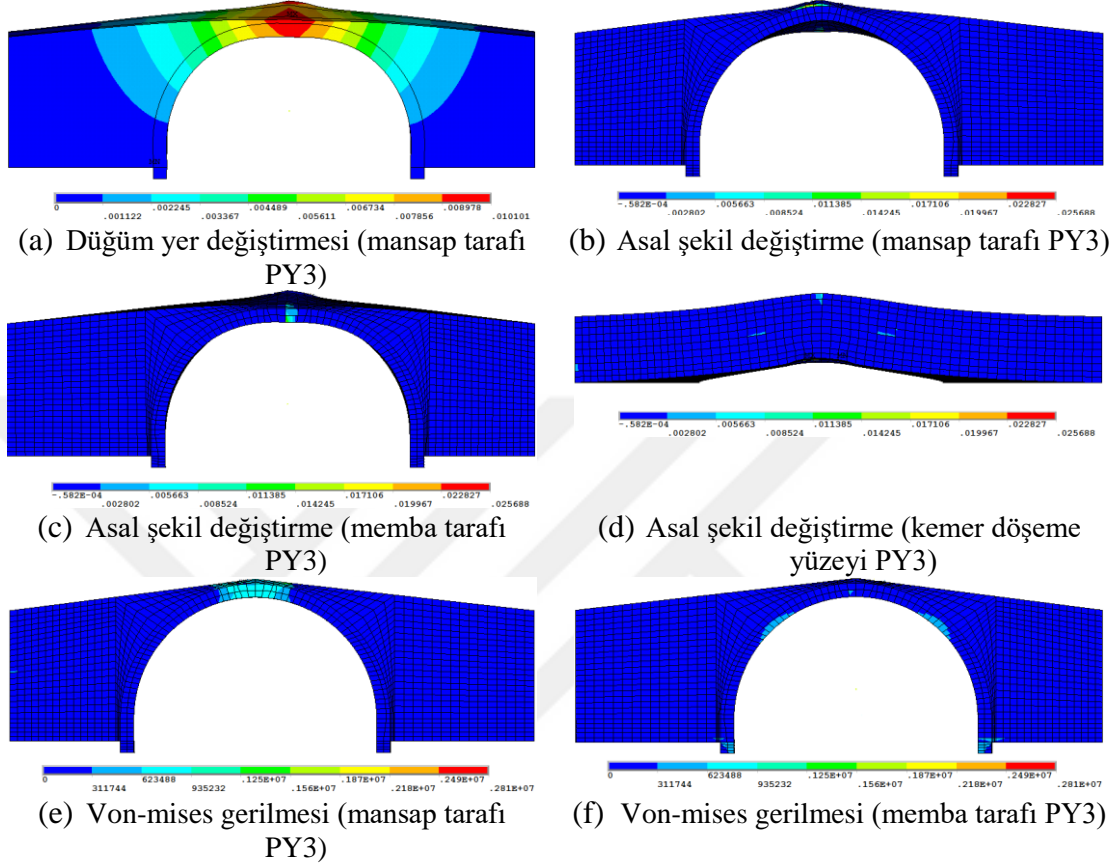 0 .002245 .004489 .006734 .008978
.001122 .003367 .005611 .007856 .010101
(a) Düğüm yer değiştirmesi (mansap tarafı
PY3)
-.582E-04 .005663 .011385 .017106 .022827
.002802 .008524 .014245 .019967 .025688
(b) Asal şekil değiştirme (mansap tarafı PY3)
-.582E-04 .005663 .011385 .017106 .022827
.002802 .008524 .014245 .019967 .025688
(c) Asal şekil değiştirme (memba tarafı
PY3)
-.582E-04 .005663 .011385 .017106 .022827
.002802 .008524 .014245 .019967 .025688
(d) Asal şekil değiştirme (kemer döşeme
yüzeyi PY3)
0 623488 .125E+07 .187E+07 .249E+07
311744 935232 .156E+07 .218E+07 .281E+07
(e) Von-mises gerilmesi (mansap tarafı
PY3)
0 623488 .125E+07 .187E+07 .249E+07
311744 935232 .156E+07 .218E+07 .281E+07
(f) Von-mises gerilmesi (memba tarafı PY3)